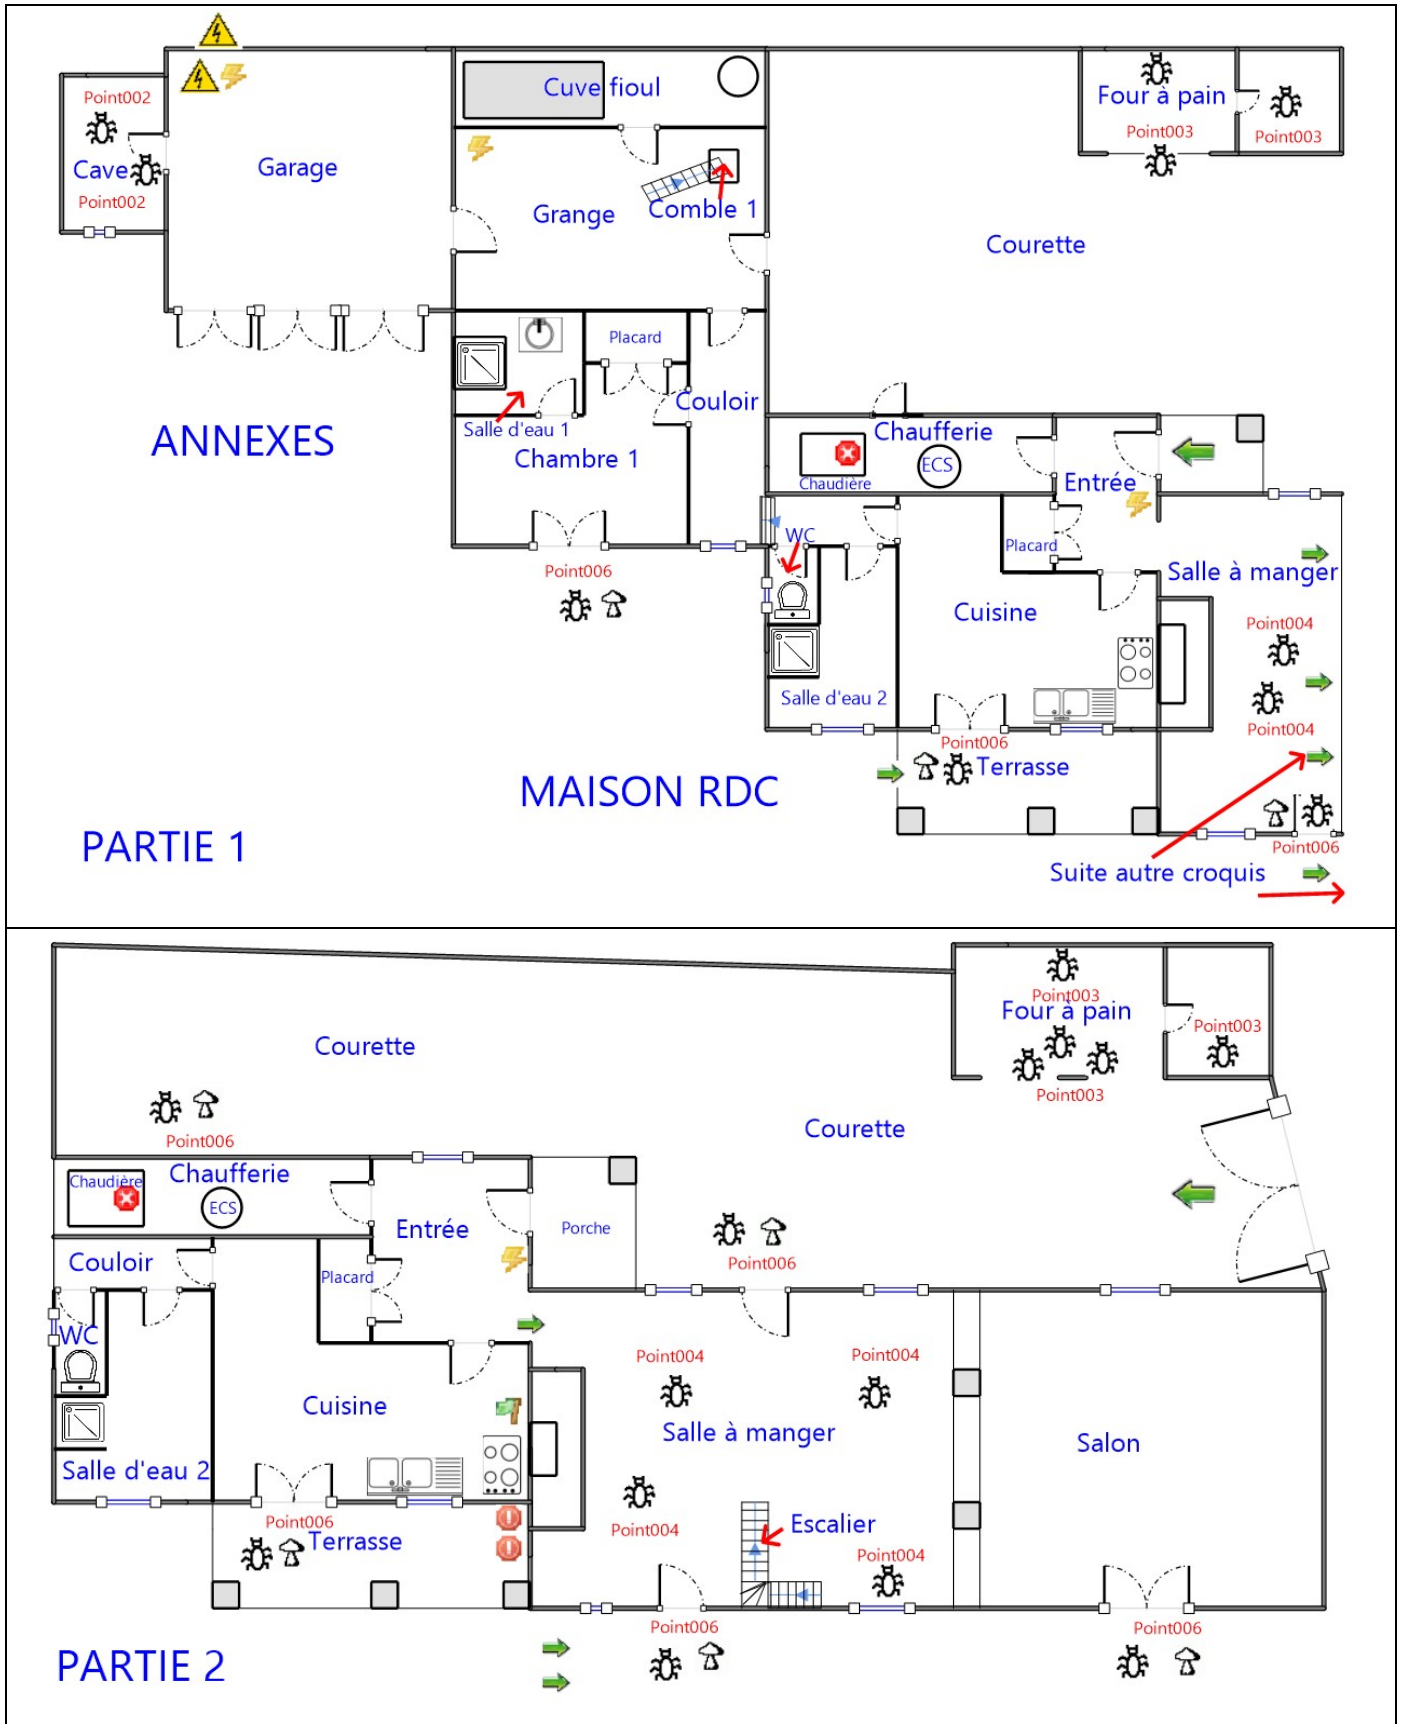 Point002
Cave
Point002
Garage
Cuve fioul
Grange
Comble 1
Four à pain
Point003
Point003
Courette
ANNEXES
Placard
Couloir
Salle d'eau 1
Chambre 1
Point006
Chaufferie
Chaudière
ECS
Entrée
WC
Placard
Salle à manger
Cuisine
Point004
Salle d'eau 2
Point004
Point006
Terrasse
MAISON RDC
PARTIE 1
Point006
Suite autre croquis
Point003
Four à pain
Point003
Point003
Courette
Courette
Point006
Chaufferie
Chaudière
ECS
Entrée
Porche
Couloir
Placard
Point006
WC
Point004
Point004
Cuisine
Salle à manger
Salon
Salle d'eau 2
Point006
Terrasse
Point004
Escalier
Point004
Point006
Point006
PARTIE 2